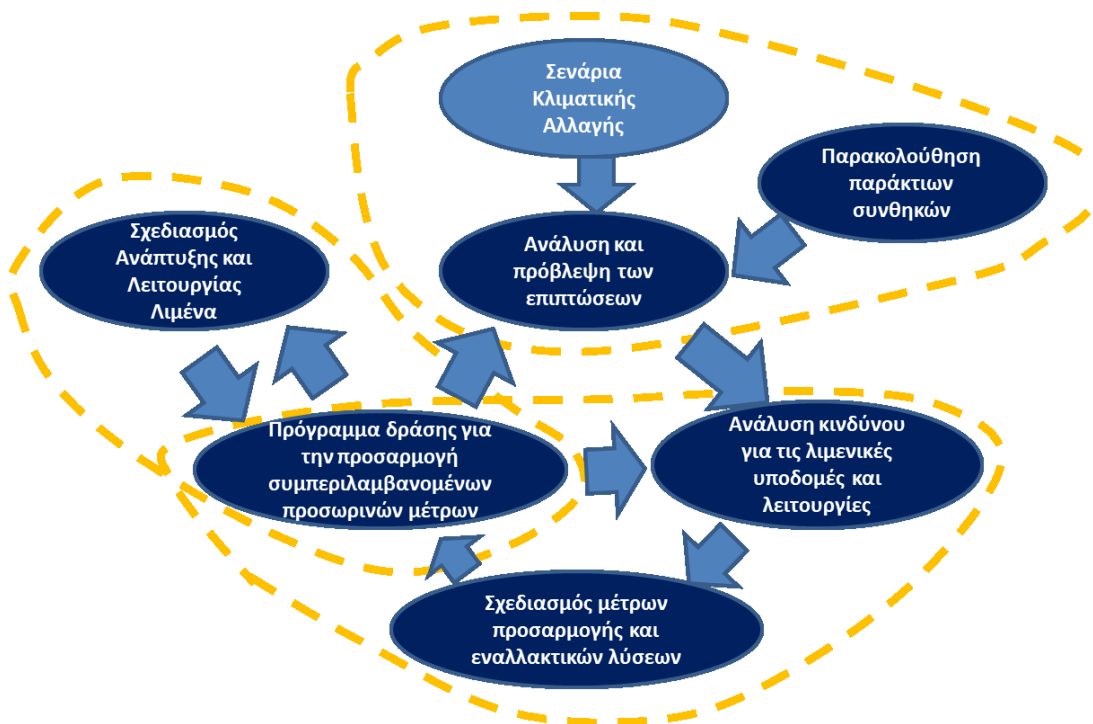 Σενάρια
Κλιματικής
Αλλαγής
Παρακολούθηση
παράκτιων
συνθηκών
Σχεδιασμός
Ανάπτυξης και
Λειτουργίας
Λιμένα
Ανάλυση και
πρόβλεψη των
επιπτώσεων
Πρόγραμμα δράσης για
την προσαρμογή
συμπεριλαμβανομένων
προσωρινών μέτρων
Ανάλυση κινδύνου
για τις λιμενικές
υποδομές και
λειτουργίες
Σχεδιασμός μέτρων
προσαρμογής και
εναλλακτικών λύσεων